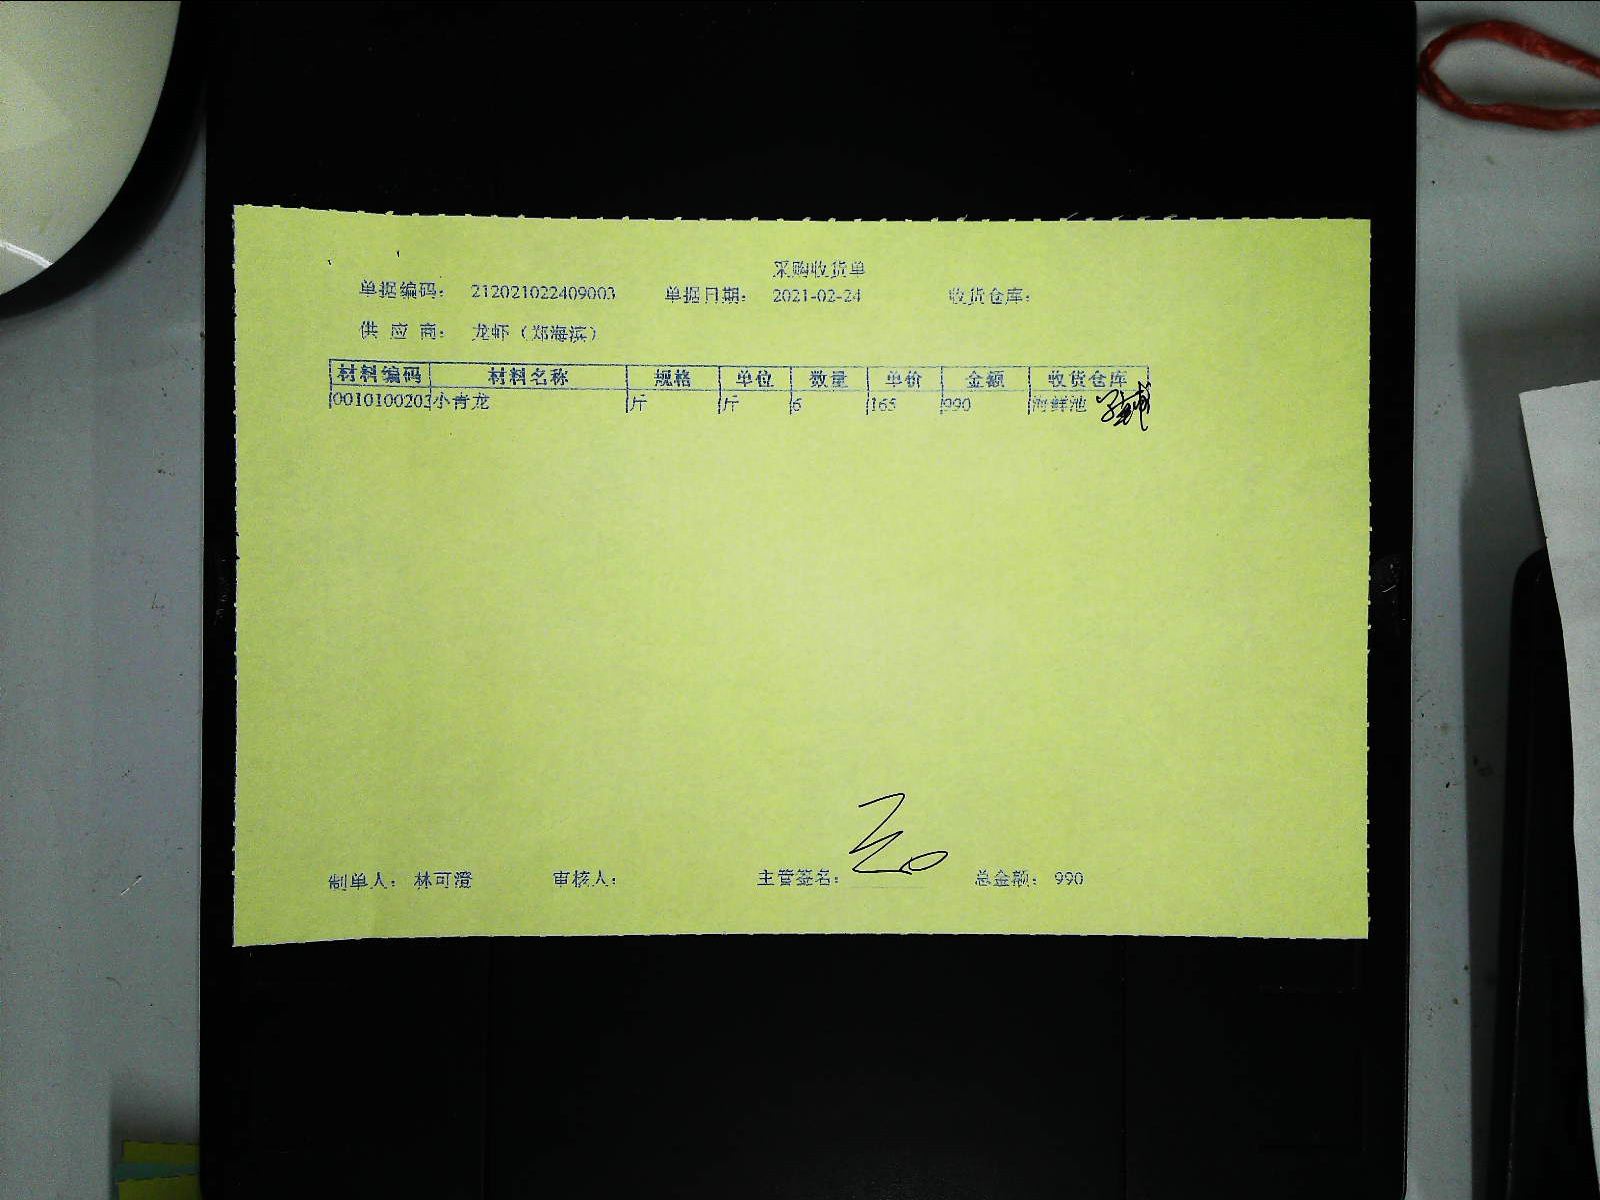 采购收货单
单据编码： 212021022409003 单据日期： 2021-02-24 收货仓库：
供 应 商： 龙虾（郑海滨）
材料编码 材料名称 规格 单位 数量 单价 金额 收货仓库
0010100203 小青龙 斤 斤 6 165 990 海鲜池
制单人： 林可澄 审核人： 主管签名： 总金额： 990